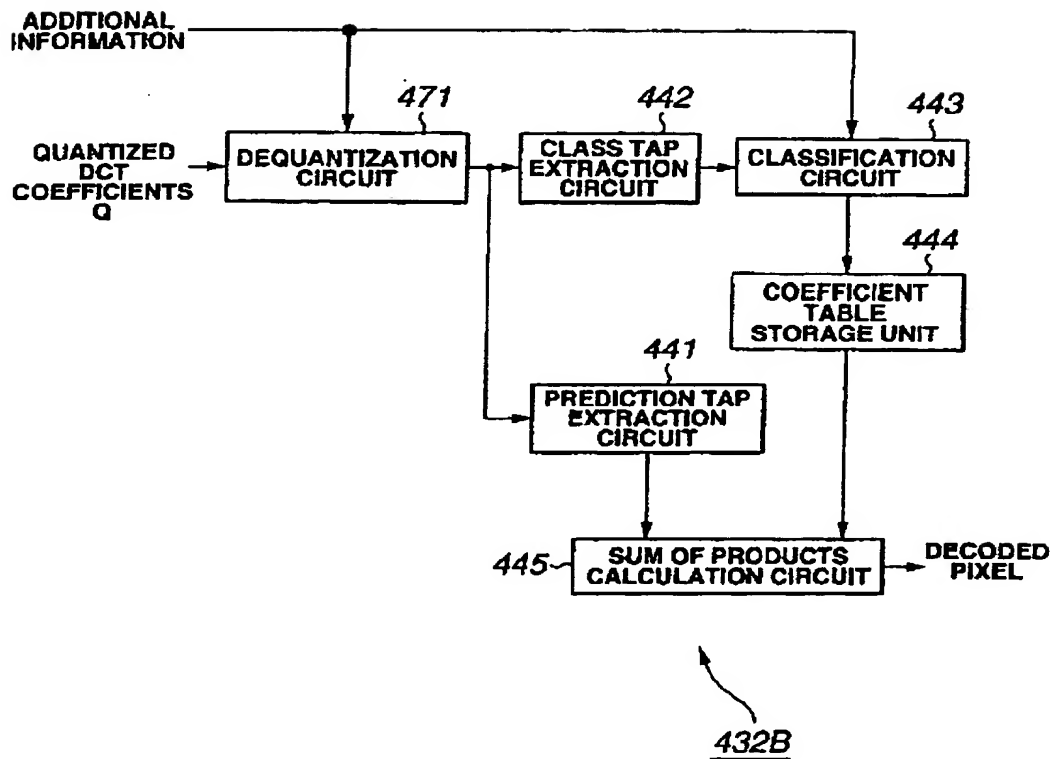 ADDITIONAL
INFORMATION
471
442
443
QUANTIZED
DCT
COEFFICIENTS
Q
DEQUANTIZATION
CIRCUIT
CLASS TAP
EXTRACTION
CIRCUIT
CLASSIFICATION
CIRCUIT
444
COEFFICIENT
TABLE
STORAGE UNIT
441
PREDICTION TAP
EXTRACTION
CIRCUIT
445
SUM OF PRODUCTS
CALCULATION CIRCUIT
DECODED
PIXEL
432B